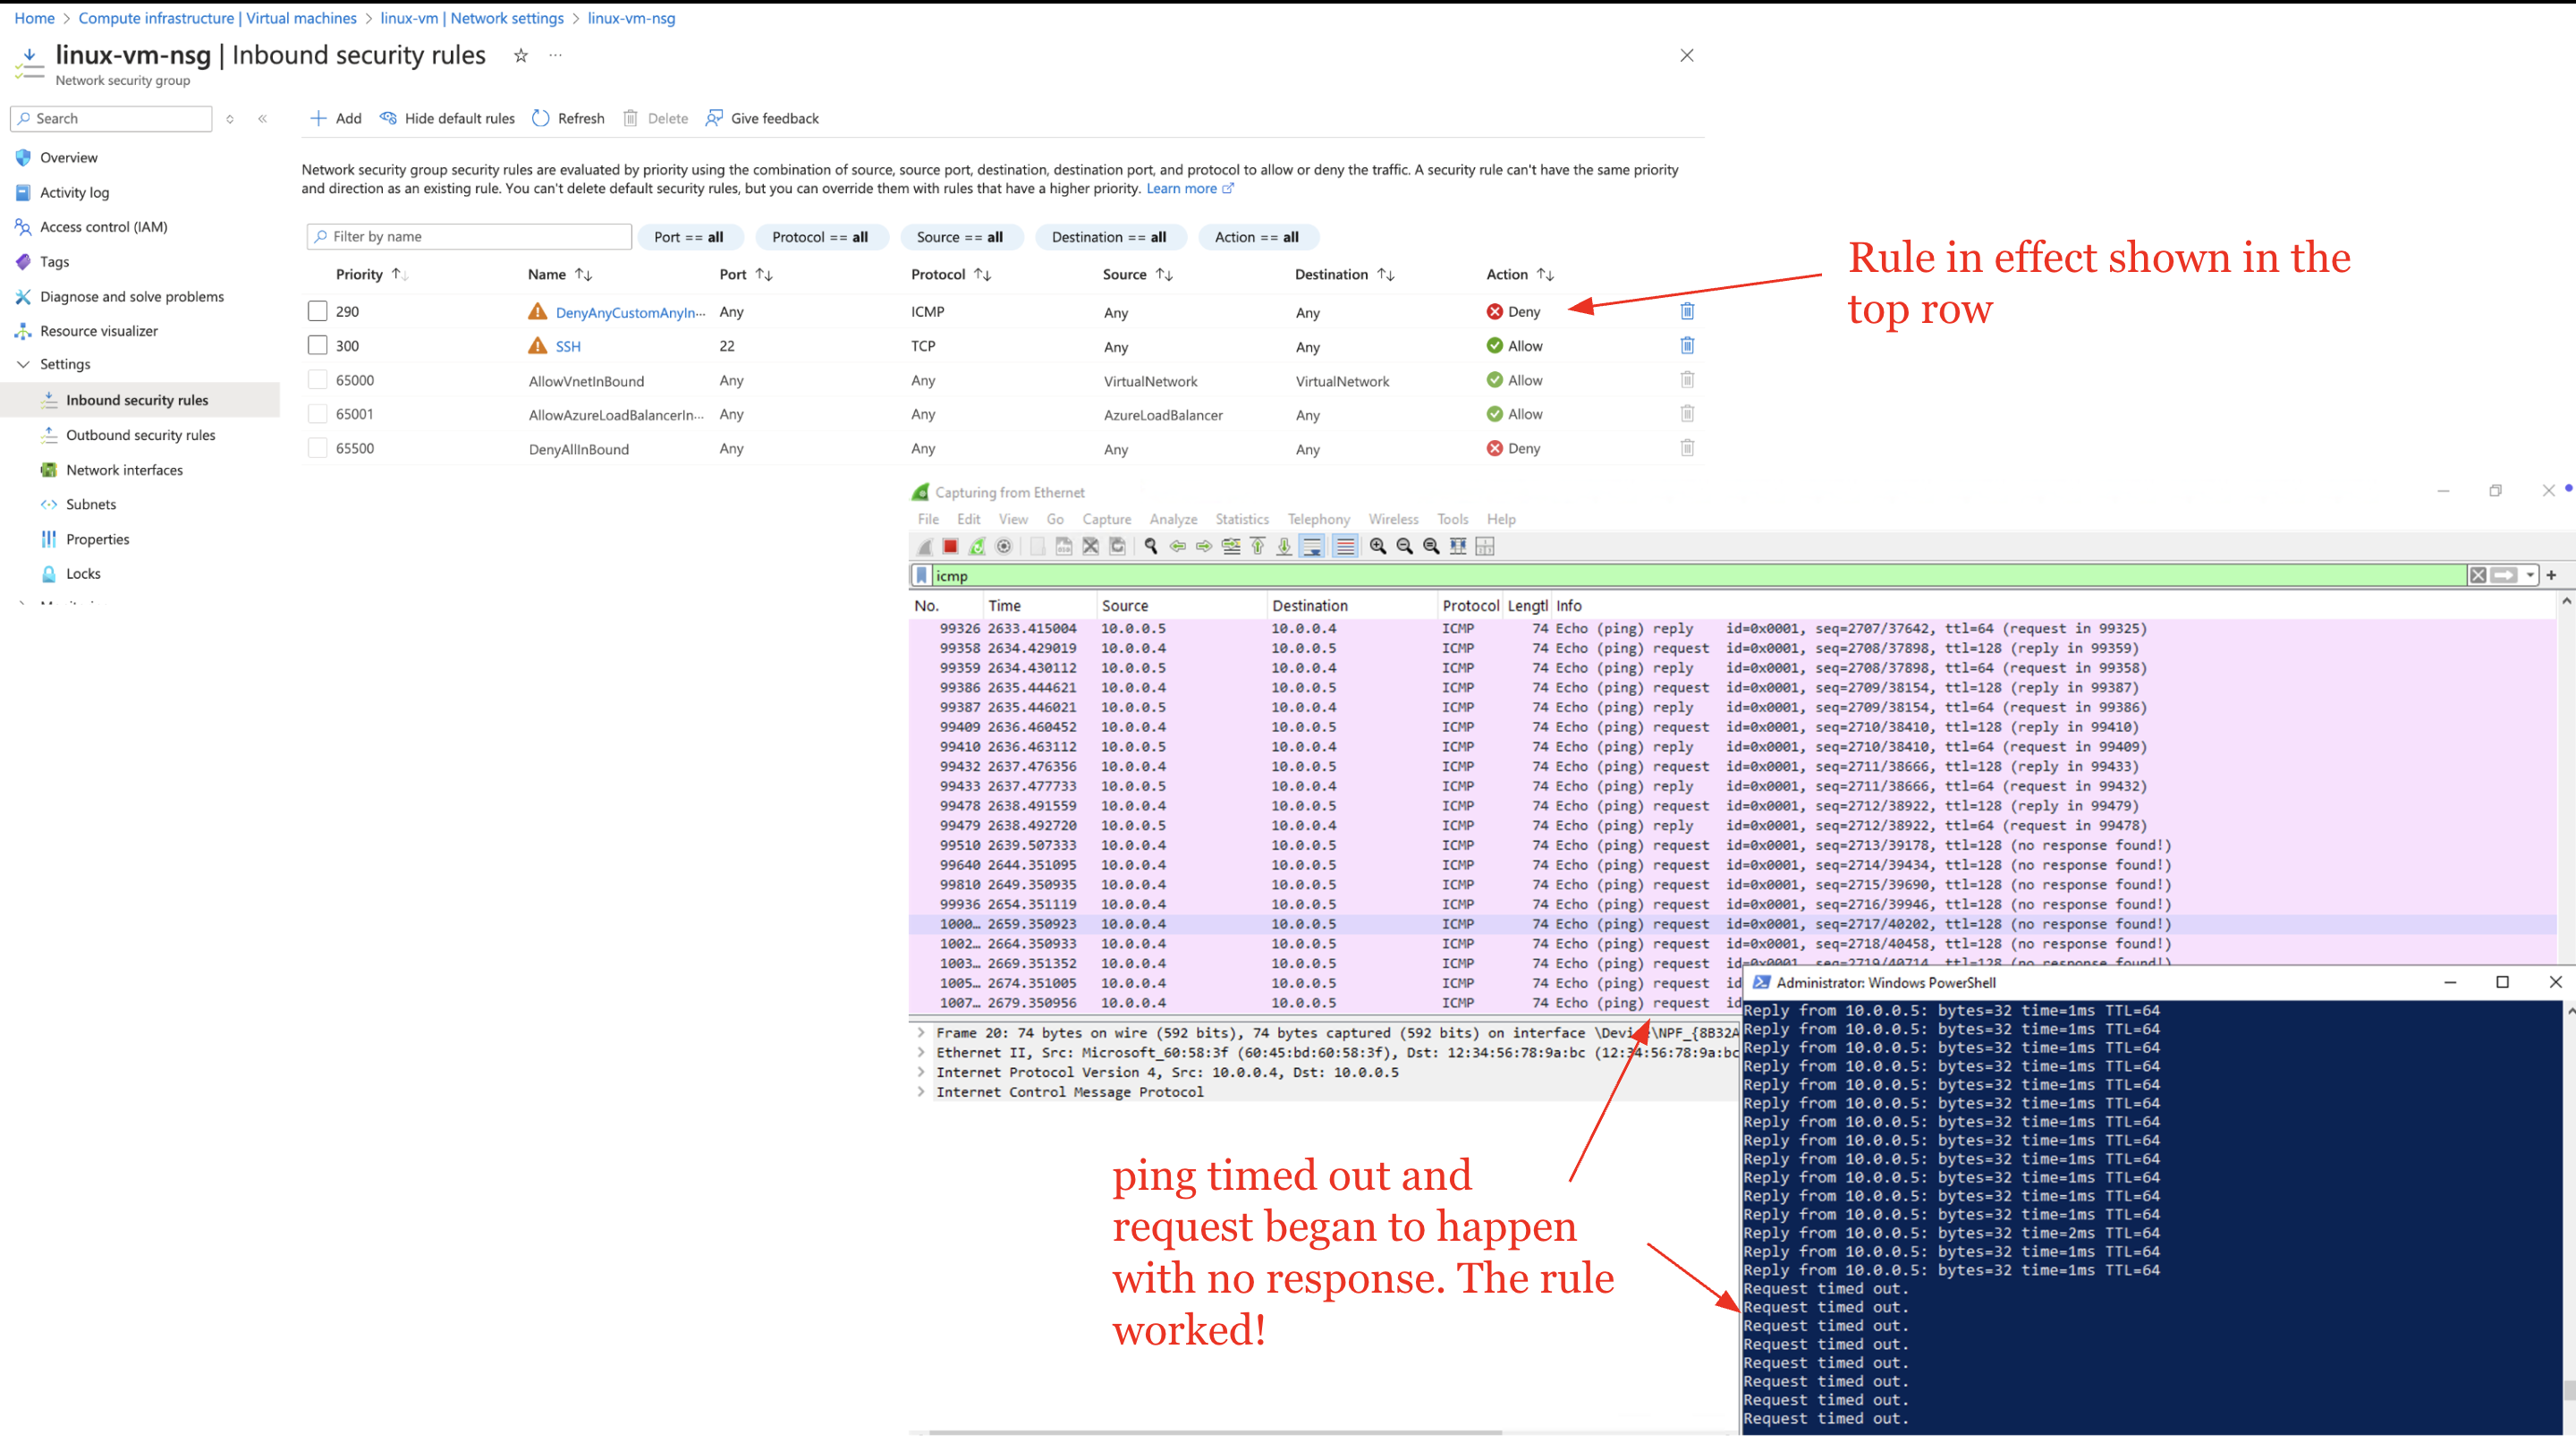 Home > Compute infrastructure | Virtual machines > linux-vm | Network settings > linux-vm-nsg
linux-vm-nsg | Inbound security rules
Network security group
Search
Add Hide default rules Refresh Delete Give feedback
Overview
Activity log
Access control (IAM)
Tags
Diagnose and solve problems
Resource visualizer
Settings
Inbound security rules
Outbound security rules
Network interfaces
Subnets
Properties
Locks
Network security group security rules are evaluated by priority using the combination of source, source port, destination, destination port, and protocol to allow or deny the traffic. A security rule can't have the same priority
and direction as an existing rule. You can't delete default security rules, but you can override them with rules that have a higher priority. Learn more
Filter by name Port == all Protocol == all Source == all Destination == all Action == all
Priority Name Port Protocol Source Destination Action
290 DenyAnyCustomAnyIn... Any ICMP Any Any Deny
300 SSH 22 TCP Any Any Allow
65000 AllowVnetInBound Any Any VirtualNetwork VirtualNetwork Allow
65001 AllowAzureLoadBalancerIn... Any Any AzureLoadBalancer Any Allow
65500 DenyAllInBound Any Any Any Any Deny
Rule in effect shown in the
top row
Capturing from Ethernet
File Edit View Go Capture Analyze Statistics Telephony Wireless Tools Help
icmp
No. Time Source Destination Protocol Lengtl Info
99326 2633.415004 10.0.0.5 10.0.0.4 ICMP 74 Echo (ping) reply id=0x0001, seq=2707/37642, ttl=64 (request in 99325)
99358 2634.429019 10.0.0.4 10.0.0.5 ICMP 74 Echo (ping) request id=0x0001, seq=2708/37898, ttl=128 (reply in 99359)
99359 2634.430112 10.0.0.5 10.0.0.4 ICMP 74 Echo (ping) reply id=0x0001, seq=2708/37898, ttl=64 (request in 99358)
99386 2635.444621 10.0.0.4 10.0.0.5 ICMP 74 Echo (ping) request id=0x0001, seq=2709/38154, ttl=128 (reply in 99387)
99387 2635.446021 10.0.0.5 10.0.0.4 ICMP 74 Echo (ping) reply id=0x0001, seq=2709/38154, ttl=64 (request in 99386)
99409 2636.460452 10.0.0.4 10.0.0.5 ICMP 74 Echo (ping) request id=0x0001, seq=2710/38410, ttl=128 (reply in 99410)
99410 2636.463112 10.0.0.5 10.0.0.4 ICMP 74 Echo (ping) reply id=0x0001, seq=2710/38410, ttl=64 (request in 99409)
99432 2637.476356 10.0.0.4 10.0.0.5 ICMP 74 Echo (ping) request id=0x0001, seq=2711/38666, ttl=128 (reply in 99433)
99433 2637.477733 10.0.0.5 10.0.0.4 ICMP 74 Echo (ping) reply id=0x0001, seq=2711/38666, ttl=64 (request in 99432)
99478 2638.491559 10.0.0.4 10.0.0.5 ICMP 74 Echo (ping) request id=0x0001, seq=2712/38922, ttl=128 (reply in 99479)
99479 2638.492720 10.0.0.5 10.0.0.4 ICMP 74 Echo (ping) reply id=0x0001, seq=2712/38922, ttl=64 (request in 99478)
99510 2639.507333 10.0.0.4 10.0.0.5 ICMP 74 Echo (ping) request id=0x0001, seq=2713/39178, ttl=128 (no response found!)
99640 2644.351095 10.0.0.4 10.0.0.5 ICMP 74 Echo (ping) request id=0x0001, seq=2714/39434, ttl=128 (no response found!)
99810 2649.350935 10.0.0.4 10.0.0.5 ICMP 74 Echo (ping) request id=0x0001, seq=2715/39690, ttl=128 (no response found!)
99936 2654.351119 10.0.0.4 10.0.0.5 ICMP 74 Echo (ping) request id=0x0001, seq=2716/39946, ttl=128 (no response found!)
1000... 2659.350923 10.0.0.4 10.0.0.5 ICMP 74 Echo (ping) request id=0x0001, seq=2717/40202, ttl=128 (no response found!)
1002... 2664.350933 10.0.0.4 10.0.0.5 ICMP 74 Echo (ping) request id=0x0001, seq=2718/40458, ttl=128 (no response found!)
1003... 2669.351352 10.0.0.4 10.0.0.5 ICMP 74 Echo (ping) request id=0x0001, seq=2719/40714, ttl=128 (no response found!)
1005... 2674.351005 10.0.0.4 10.0.0.5 ICMP 74 Echo (ping) request id
1007... 2679.350956 10.0.0.4 10.0.0.5 ICMP 74 Echo (ping) request id
Frame 20: 74 bytes on wire (592 bits), 74 bytes captured (592 bits) on interface \Device\NPF_{8B32A
Ethernet II, Src: Microsoft_60:58:3f (60:45:bd:60:58:3f), Dst: 12:34:56:78:9a:bc (12:34:56:78:9a:bc
Internet Protocol Version 4, Src: 10.0.0.4, Dst: 10.0.0.5
Internet Control Message Protocol
ping timed out and
request began to happen
with no response. The rule
worked!
Administrator: Windows PowerShell
Reply from 10.0.0.5: bytes=32 time=1ms TTL=64
Reply from 10.0.0.5: bytes=32 time=1ms TTL=64
Reply from 10.0.0.5: bytes=32 time=1ms TTL=64
Reply from 10.0.0.5: bytes=32 time=1ms TTL=64
Reply from 10.0.0.5: bytes=32 time=1ms TTL=64
Reply from 10.0.0.5: bytes=32 time=1ms TTL=64
Reply from 10.0.0.5: bytes=32 time=1ms TTL=64
Reply from 10.0.0.5: bytes=32 time=1ms TTL=64
Reply from 10.0.0.5: bytes=32 time=1ms TTL=64
Reply from 10.0.0.5: bytes=32 time=1ms TTL=64
Reply from 10.0.0.5: bytes=32 time=1ms TTL=64
Reply from 10.0.0.5: bytes=32 time=1ms TTL=64
Reply from 10.0.0.5: bytes=32 time=2ms TTL=64
Reply from 10.0.0.5: bytes=32 time=1ms TTL=64
Reply from 10.0.0.5: bytes=32 time=1ms TTL=64
Request timed out.
Request timed out.
Request timed out.
Request timed out.
Request timed out.
Request timed out.
Request timed out.
Request timed out.